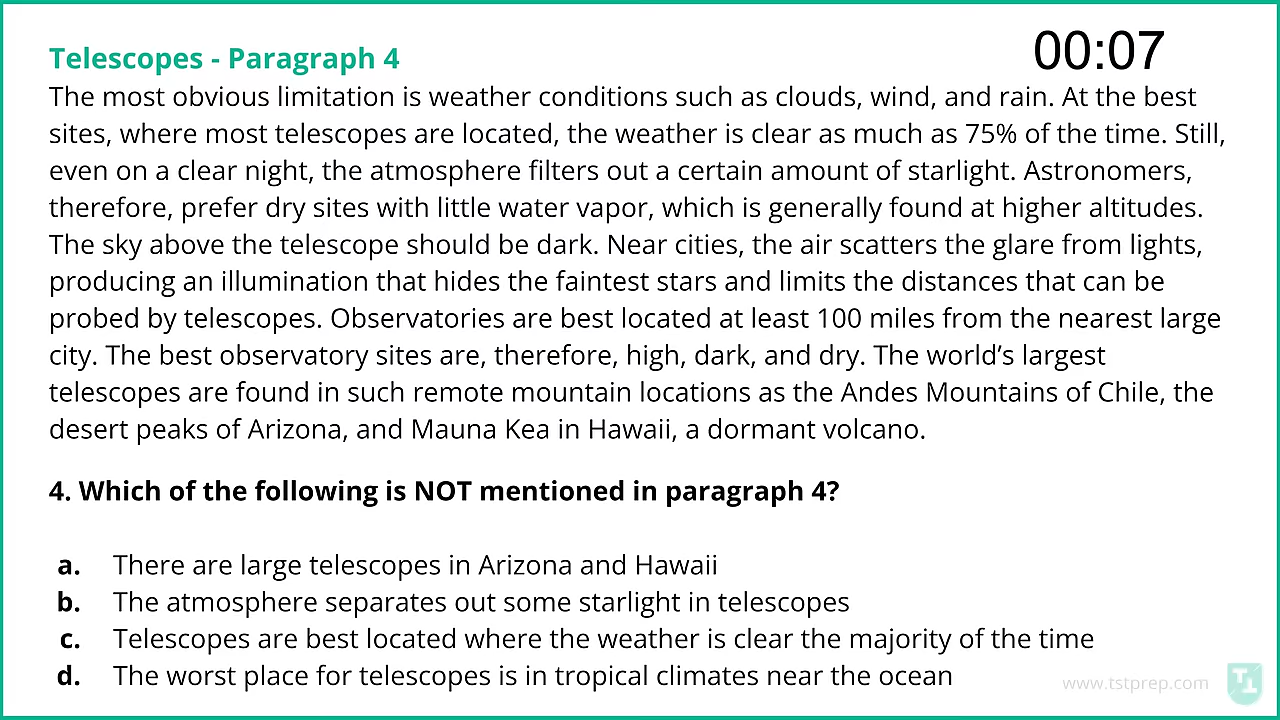 Telescopes - Paragraph 4
00:07
The most obvious limitation is weather conditions such as clouds, wind, and rain. At the best
sites, where most telescopes are located, the weather is clear as much as 75% of the time. Still,
even on a clear night, the atmosphere filters out a certain amount of starlight. Astronomers,
therefore, prefer dry sites with little water vapor, which is generally found at higher altitudes.
The sky above the telescope should be dark. Near cities, the air scatters the glare from lights,
producing an illumination that hides the faintest stars and limits the distances that can be
probed by telescopes. Observatories are best located at least 100 miles from the nearest large
city. The best observatory sites are, therefore, high, dark, and dry. The world’s largest
telescopes are found in such remote mountain locations as the Andes Mountains of Chile, the
desert peaks of Arizona, and Mauna Kea in Hawaii, a dormant volcano.
4. Which of the following is NOT mentioned in paragraph 4?
a. There are large telescopes in Arizona and Hawaii
b. The atmosphere separates out some starlight in telescopes
c. Telescopes are best located where the weather is clear the majority of the time
d. The worst place for telescopes is in tropical climates near the ocean
www.tstprep.com